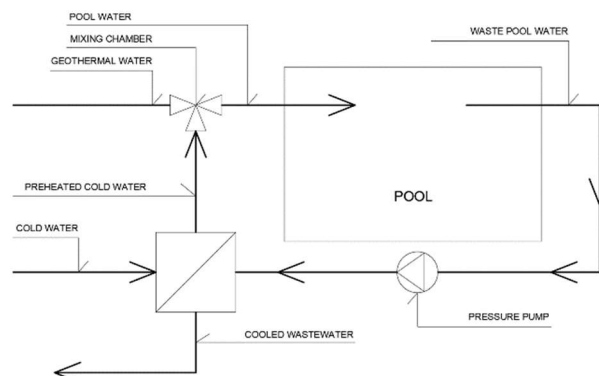 POOL WATER
MIXING CHAMBER
GEOTHERMAL WATER
WASTE POOL WATER
PREHEATED COLD WATER
POOL
COLD WATER
PRESSURE PUMP
COOLED WASTEWATER